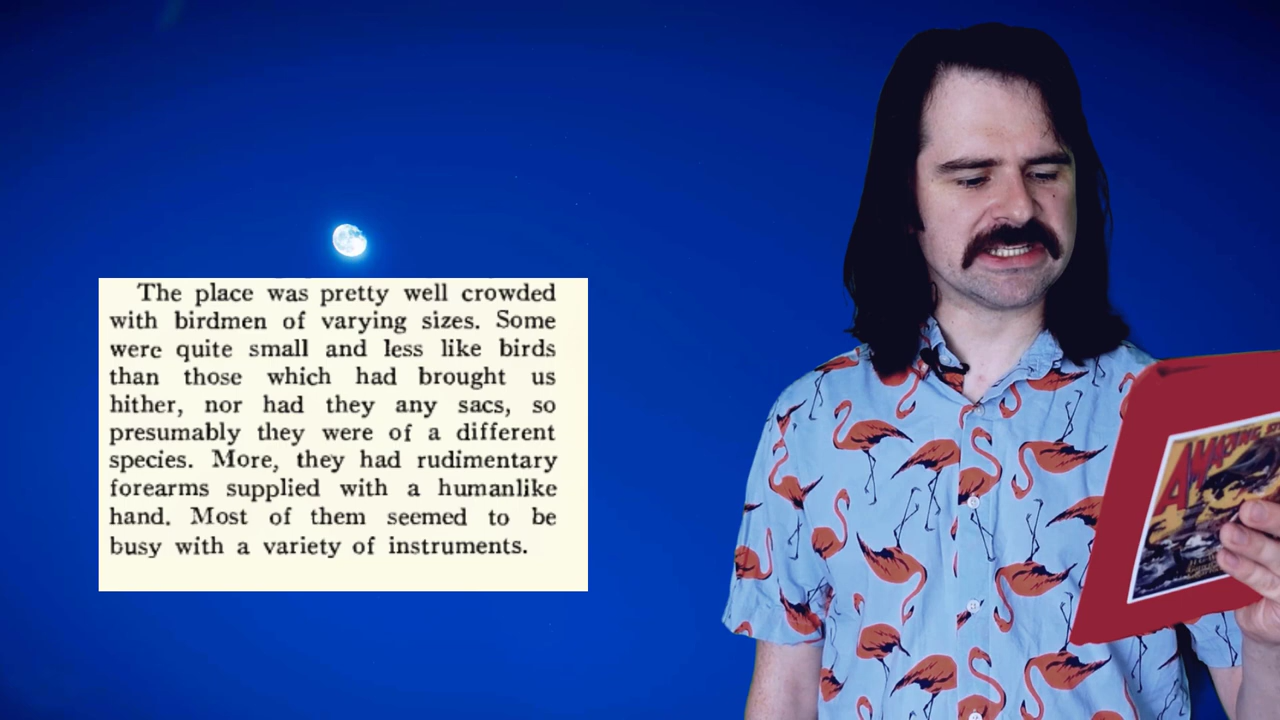 The place was pretty well crowded
with birdmen of varying sizes. Some
were quite small and less like birds
than those which had brought us
hither, nor had they any sacs, so
presumably they were of a different
species. More, they had rudimentary
forearms supplied with a humanlike
hand. Most of them seemed to be
busy with a variety of instruments.
AMAZING